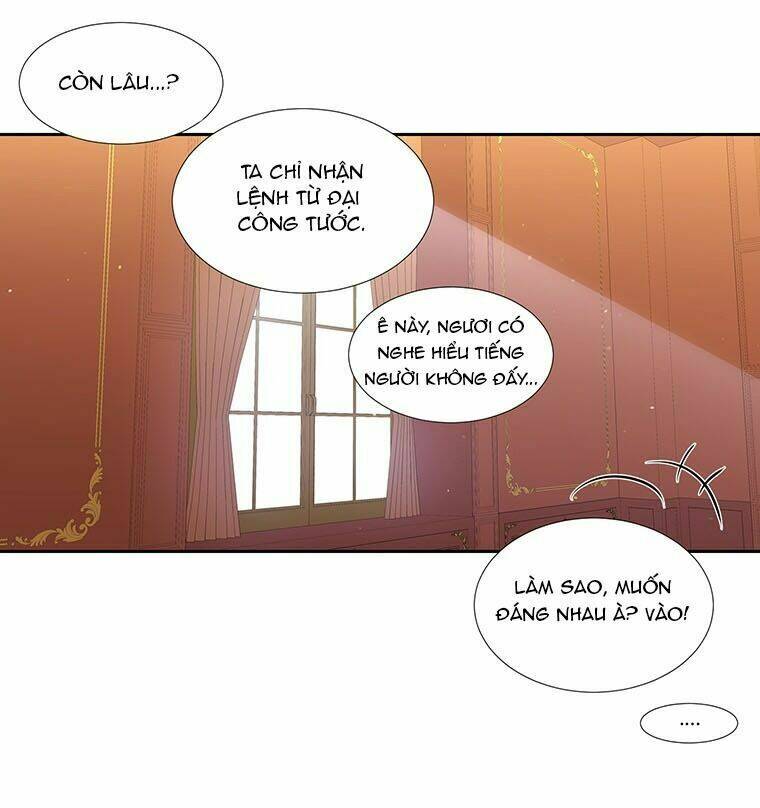 CÒN LÂU...?
TA CHỈ NHẬN
LỆNH TỪ ĐẠI
CÔNG TƯỚC.
Ê NÀY, NGƯƠI CÓ
NGHE HIỂU TIẾNG
NGƯỜI KHÔNG ĐẤY...
LÀM SAO, MUỐN
ĐÁNG NHAU À? VÀO!
....